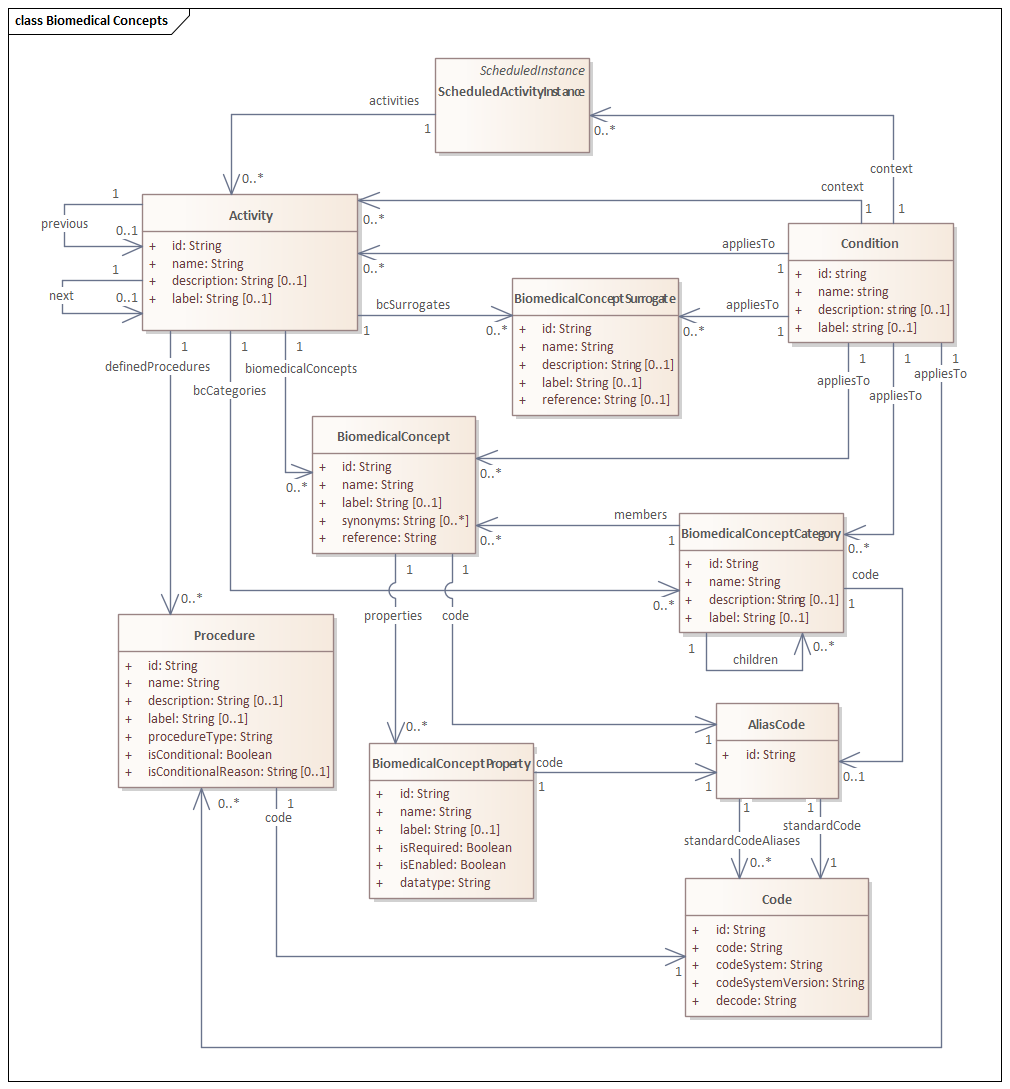 class Biomedical Concepts
ScheduledInstance
ScheduledActivityInstance
activities
1
0..*
0..*
context
context
1
1
1
previous
0..1
1
next
0..1
Activity
+ id: String
+ name: String
+ description: String [0..1]
+ label: String [0..1]
0..*
appliesTo
1
0..*
Condition
+ id: string
+ name: string
+ description: string [0..1]
+ label: string [0..1]
bcSurrogates
1
0..*
BiomedicalConceptSurrogate
+ id: String
+ name: String
+ description: String [0..1]
+ label: String [0..1]
+ reference: String [0..1]
appliesTo
1
0..*
1
definedProcedures
1
bcCategories
1
biomedicalConcepts
1
appliesTo
1
appliesTo
1
appliesTo
BiomedicalConcept
+ id: String
+ name: String
+ label: String [0..1]
+ synonyms: String [0..*]
+ reference: String
0..*
0..*
members
1
0..*
BiomedicalConceptCategory
+ id: String
+ name: String
+ description: String [0..1]
+ label: String [0..1]
0..*
0..*
code
1
1
children
0..*
1
properties
1
code
0..*
Procedure
+ id: String
+ name: String
+ description: String [0..1]
+ label: String [0..1]
+ procedureType: String
+ isConditional: Boolean
+ isConditionalReason: String [0..1]
0..*
1
code
0..*
BiomedicalConceptProperty
+ id: String
+ name: String
+ label: String [0..1]
+ isRequired: Boolean
+ isEnabled: Boolean
+ datatype: String
code
1
1
1
AliasCode
+ id: String
0..1
1
standardCodeAliases
0..*
1
standardCode
1
Code
+ id: String
+ code: String
+ codeSystem: String
+ codeSystemVersion: String
+ decode: String
1